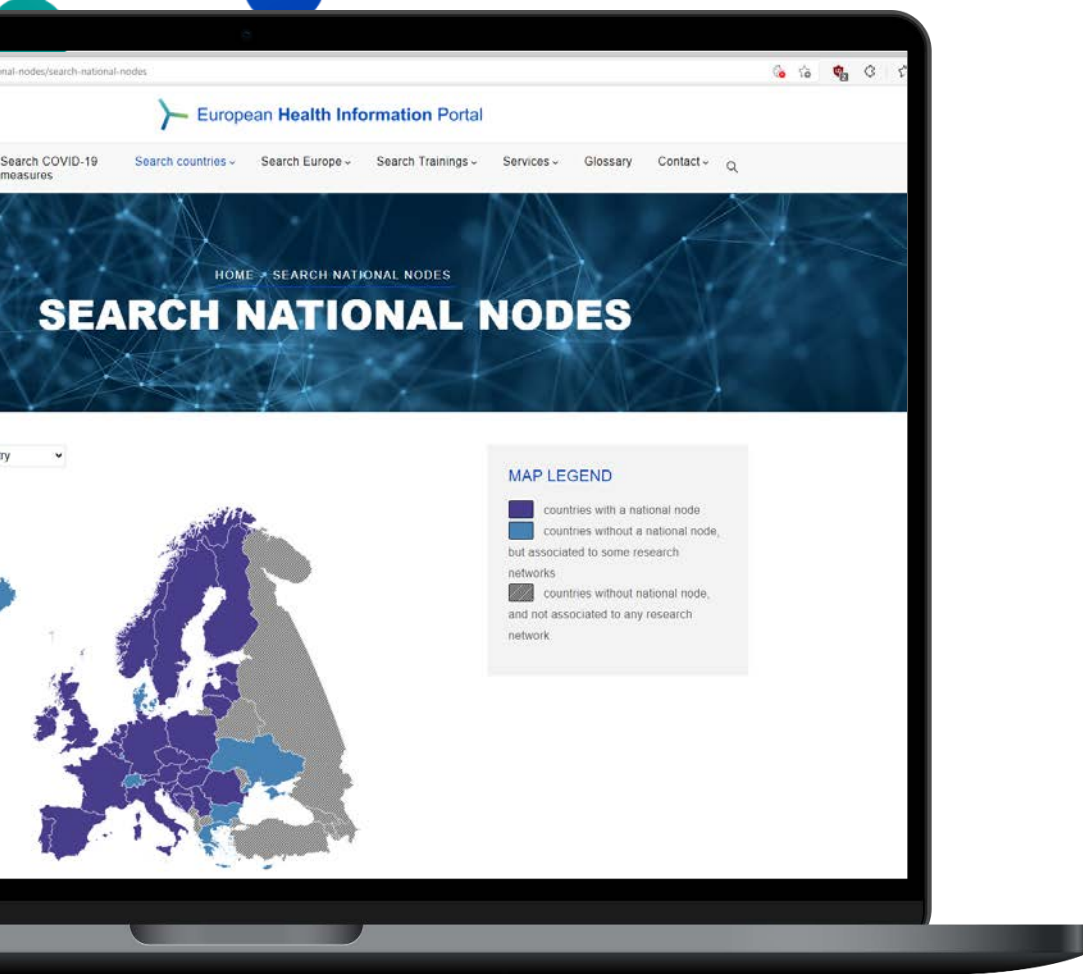 nal-nodes/search-national-nodes
European Health Information Portal
Search COVID-19
measures
Search countries
Search Europe
Search Trainings
Services
Glossary
Contact
HOME
SEARCH NATIONAL NODES
SEARCH NATIONAL NODES
MAP LEGEND
countries with a national node
countries without a national node,
but associated to some research
networks
countries without national node,
and not associated to any research
network